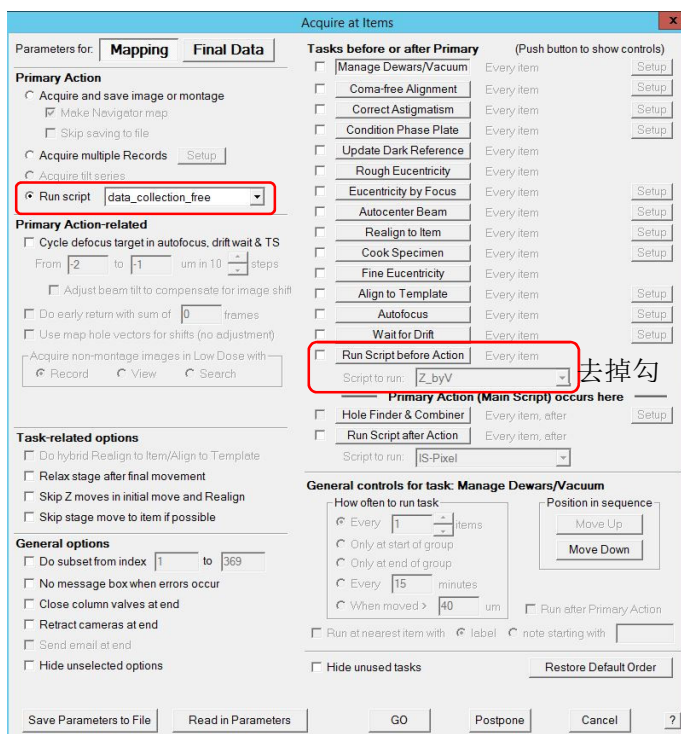 Acquire at Items
x
Parameters for: Mapping Final Data
Primary Action
Acquire and save image or montage
Make Navigator map
Skip saving to file
Acquire multiple Records Setup
Acquire tilt series
Run script data_collection_free
Primary Action-related
Cycle defocus target in autofocus, drift wait & TS
From -2 to -1 um in 10 steps
Adjust beam tilt to compensate for image shift
Do early return with sum of 0 frames
Use map hole vectors for shifts (no adjustment)
Acquire non-montage images in Low Dose with
Record View Search
Task-related options
Do hybrid Realign to Item/Align to Template
Relax stage after final movement
Skip Z moves in initial move and Realign
Skip stage move to item if possible
General options
Do subset from index 1 to 369
No message box when errors occur
Close column valves at end
Retract cameras at end
Send email at end
Hide unselected options
Tasks before or after Primary (Push button to show controls)
Manage Dewars/Vacuum Every item Setup
Coma-free Alignment Every item Setup
Correct Astigmatism Every item Setup
Condition Phase Plate Every item Setup
Update Dark Reference Every item
Rough Eucentricity Every item
Eucentricity by Focus Every item Setup
Autocenter Beam Every item Setup
Realign to Item Every item Setup
Cook Specimen Every item Setup
Fine Eucentricity Every item
Align to Template Every item Setup
Autofocus Every item Setup
Wait for Drift Every item Setup
Run Script before Action Every item
Script to run: Z_byV
去掉勾
Primary Action (Main Script) occurs here
Hole Finder & Combiner Every item, after Setup
Run Script after Action Every item, after
Script to run: IS-Pixel
General controls for task: Manage Dewars/Vacuum
How often to run task
Every 1 items
Only at start of group
Only at end of group
Every 15 minutes
When moved > 40 um
Position in sequence
Move Up
Move Down
Run after Primary Action
Run at nearest item with label note starting with
Hide unused tasks Restore Default Order
Save Parameters to File Read in Parameters GO Postpone Cancel ?